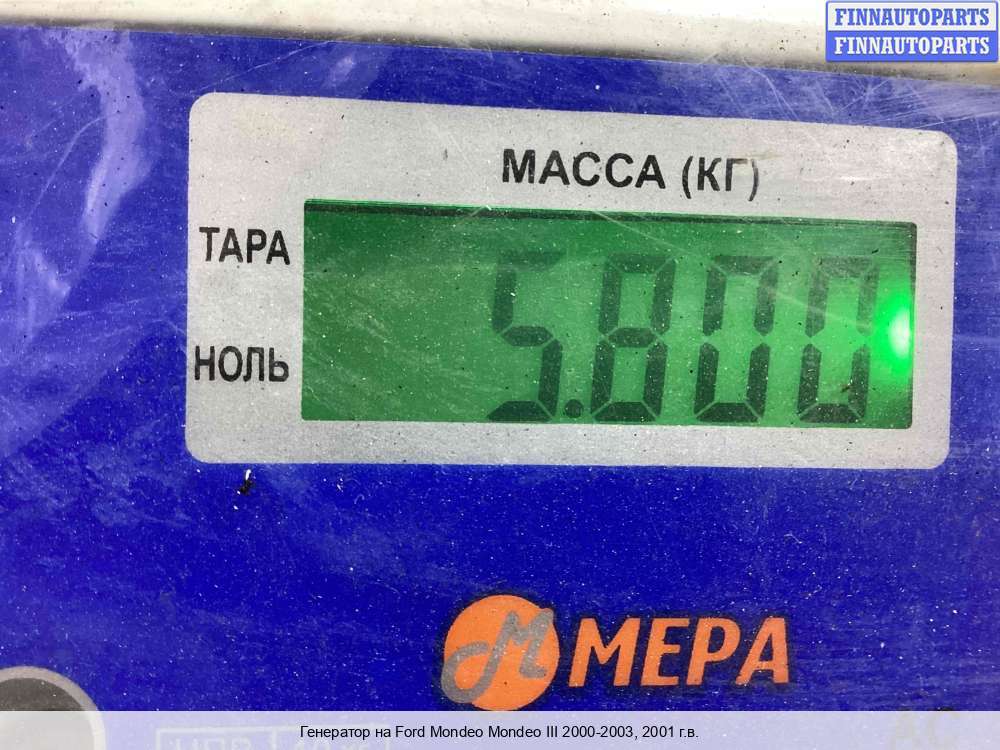 FINNAUTOPARTS
FINNAUTOPARTS
МАССА (КГ)
ТАРА
5.800
НОЛЬ
МЕРА
Генератор на Ford Mondeo Mondeo III 2000-2003, 2001 г.в.